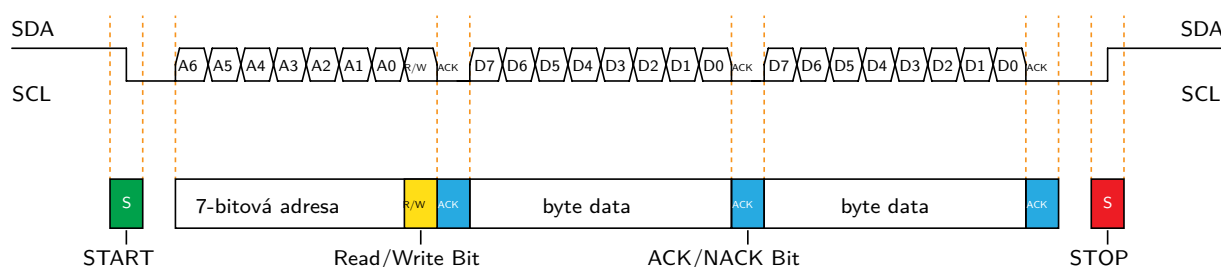 SDA SDA
A6 A5 A4 A3 A2 A1 A0 R/W ACK D7 D6 D5 D4 D3 D2 D1 D0 ACK D7 D6 D5 D4 D3 D2 D1 D0 ACK
SCL SCL
S 7-bitová adresa R/W ACK byte data ACK byte data ACK S
START Read/Write Bit ACK/NACK Bit STOP